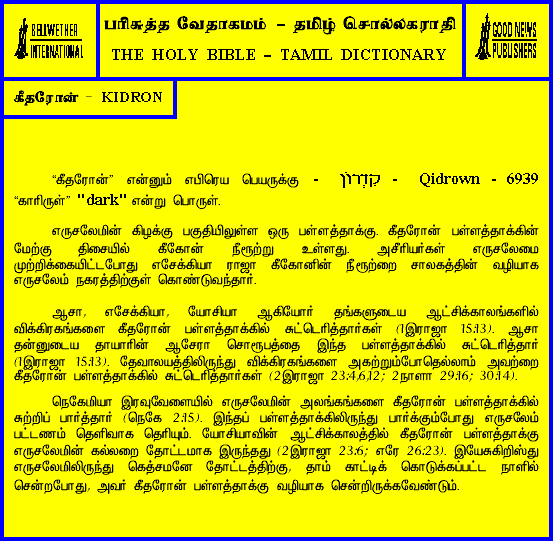 BELLWETHER
INTERNATIONAL
பரிசுத்த வேதாகமம் – தமிழ் சொல்லகராதி
THE HOLY BIBLE – TAMIL DICTIONARY
GOOD NEWS
PUBLISHERS
கீதரோன் – KIDRON
“கீதரோன்” என்னும் எபிரெய பெயருக்கு - קִדְרוֹן - Qidrown - 6939
“காரிருள்” "dark" என்று பொருள்.
எருசலேமின் கிழக்கு பகுதியிலுள்ள ஒரு பள்ளத்தாக்கு. கீதரோன் பள்ளத்தாக்கின்
மேற்கு திசையில் கீகோன் நீரூற்று உள்ளது. அசீரியர்கள் எருசலேமை
முற்றிக்கையிட்டபோது எசேக்கியா ராஜா கீகோனின் நீரூற்றை சாலகத்தின் வழியாக
எருசலேம் நகரத்திற்குள் கொண்டுவந்தார்.
ஆசா, எசேக்கியா, யோசியா ஆகியோர் தங்களுடைய ஆட்சிக்காலங்களில்
விக்கிரகங்களை கீதரோன் பள்ளத்தாக்கில் சுட்டெரித்தார்கள் (1இராஜா 15:13). ஆசா
தன்னுடைய தாயாரின் ஆசேரா சொரூபத்தை இந்த பள்ளத்தாக்கில் சுட்டெரித்தார்
(1இராஜா 15:13). தேவாலயத்திலிருந்து விக்கிரகங்களை அகற்றும்போதெல்லாம் அவற்றை
கீதரோன் பள்ளத்தாக்கில் சுட்டெரித்தார்கள் (2இராஜா 23:4,6,12; 2நாளா 29:16; 30:14).
நெகேமியா இரவுவேளையில் எருசலேமின் அலங்கங்களை கீதரோன் பள்ளத்தாக்கில்
சுற்றிப் பார்த்தார் (நெகே 2:15). இந்தப் பள்ளத்தாக்கிலிருந்து பார்க்கும்போது எருசலேம்
பட்டணம் தெளிவாக தெரியும். யோசியாவின் ஆட்சிக்காலத்தில் கீதரோன் பள்ளத்தாக்கு
எருசலேமின் கல்லறை தோட்டமாக இருந்தது (2இராஜா 23:6; எரே 26:23). இயேசுகிறிஸ்து
எருசலேமிலிருந்து கெத்சமனே தோட்டத்திற்கு, தாம் காட்டிக் கொடுக்கப்பட்ட நாளில்
சென்றபோது, அவர் கீதரோன் பள்ளத்தாக்கு வழியாக சென்றிருக்கவேண்டும்.